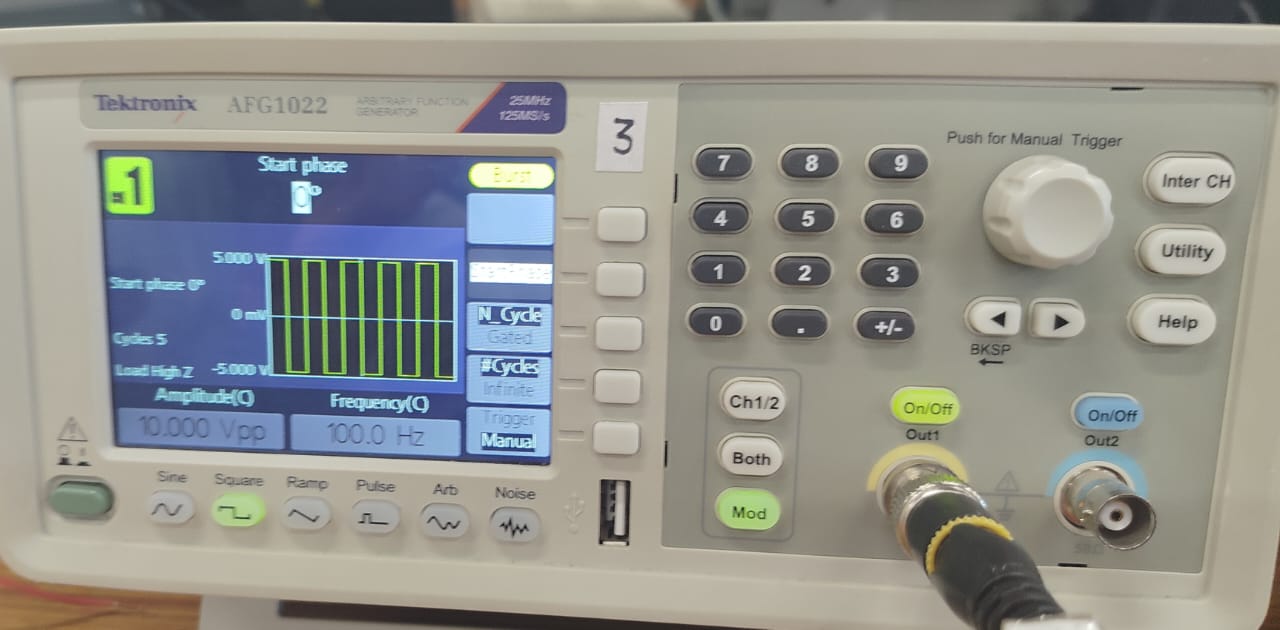 Tektronix AFG1022 ARBITRARY FUNCTION GENERATOR 25MHz 125MS/s
3
Push for Manual Trigger
Inter CH
Utility
Help
BKSP
7 8 9
4 5 6
1 2 3
0 . +/-
Ch1/2
Both
Mod
On/Off
Out1
On/Off
Out2
50Ω
1
Start phase
0°
Burst
StartPhase
N_Cycle
Gated
#Cycles
Infinite
Trigger
Manual
5.000 V
Start phase 0°
0 mV
Cycles 5
Load High Z
-5.000 V
Amplitude(C)
10.000 Vpp
Frequency(C)
100.0 Hz
Sine
Square
Ramp
Pulse
Arb
Noise